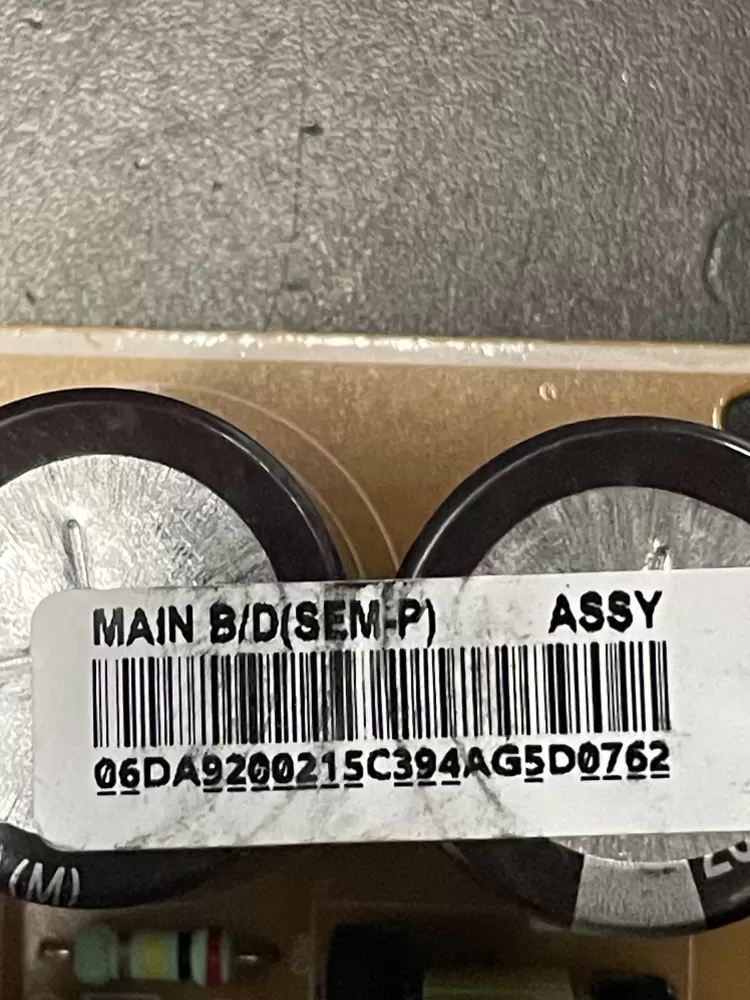 MAIN B/D(SEM-P) ASSY
06DA9200215C394AG5D0762
(M)